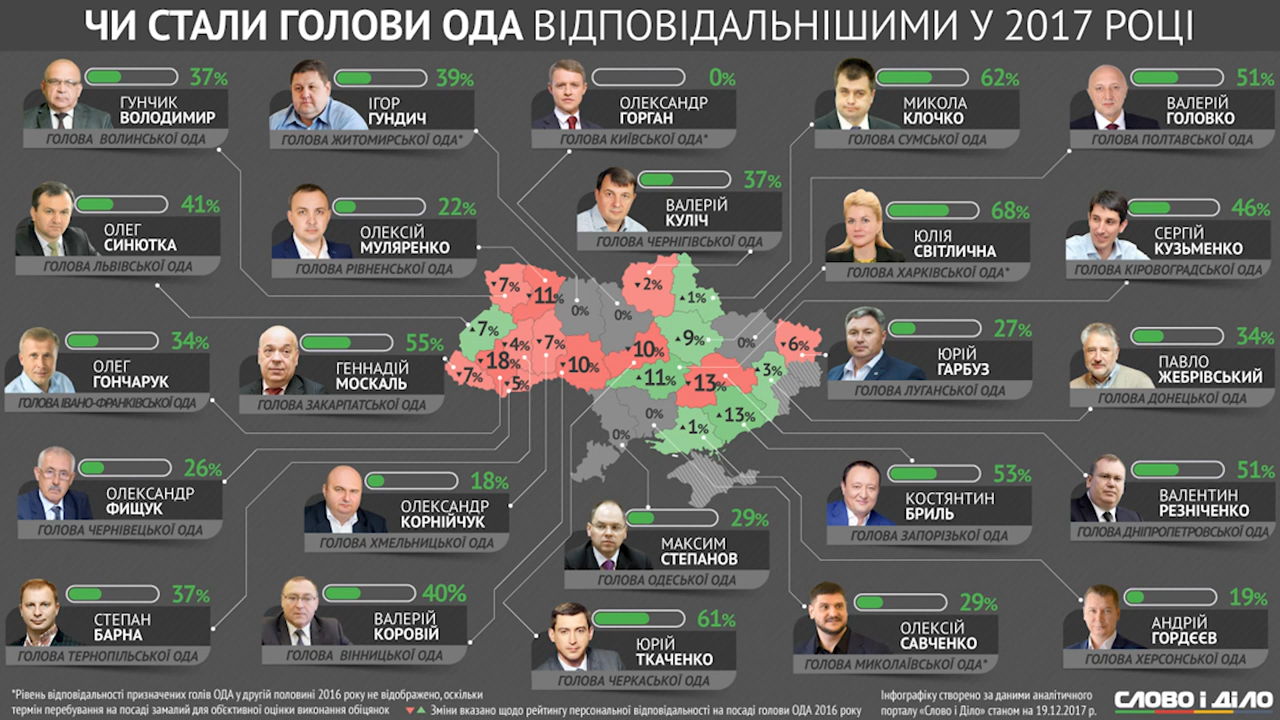 ЧИ СТАЛИ ГОЛОВИ ОДА ВІДПОВІДАЛЬНІШИМИ У 2017 РОЦІ
37%
ГУНЧИК
ВОЛОДИМИР
ГОЛОВА ВОЛИНСЬКОЇ ОДА
39%
ІГОР
ГУНДИЧ
ГОЛОВА ЖИТОМИРСЬКОЇ ОДА*
0%
ОЛЕКСАНДР
ГОРГАН
ГОЛОВА КИЇВСЬКОЇ ОДА*
62%
МИКОЛА
КЛОЧКО
ГОЛОВА СУМСЬКОЇ ОДА
51%
ВАЛЕРІЙ
ГОЛОВКО
ГОЛОВА ПОЛТАВСЬКОЇ ОДА
41%
ОЛЕГ
СИНЮТКА
ГОЛОВА ЛЬВІВСЬКОЇ ОДА
22%
ОЛЕКСІЙ
МУЛЯРЕНКО
ГОЛОВА РІВНЕНСЬКОЇ ОДА
37%
ВАЛЕРІЙ
КУЛІЧ
ГОЛОВА ЧЕРНІГІВСЬКОЇ ОДА
68%
ЮЛІЯ
СВІТЛИЧНА
ГОЛОВА ХАРКІВСЬКОЇ ОДА*
46%
СЕРГІЙ
КУЗЬМЕНКО
ГОЛОВА КІРОВОГРАДСЬКОЇ ОДА
▼7%
▼11%
0%
0%
▼2%
▲1%
▲7%
▼4%
▼7%
▼18%
▼7%
▼5%
▼10%
▼10%
▲9%
0%
▼6%
▲11%
▼13%
▲3%
0%
0%
▲1%
▲13%
34%
ОЛЕГ
ГОНЧАРУК
ГОЛОВА ІВАНО-ФРАНКІВСЬКОЇ ОДА
55%
ГЕННАДІЙ
МОСКАЛЬ
ГОЛОВА ЗАКАРПАТСЬКОЇ ОДА
27%
ЮРІЙ
ГАРБУЗ
ГОЛОВА ЛУГАНСЬКОЇ ОДА
34%
ПАВЛО
ЖЕБРІВСЬКИЙ
ГОЛОВА ДОНЕЦЬКОЇ ОДА
26%
ОЛЕКСАНДР
ФИЩУК
ГОЛОВА ЧЕРНІВЕЦЬКОЇ ОДА
18%
ОЛЕКСАНДР
КОРНІЙЧУК
ГОЛОВА ХМЕЛЬНИЦЬКОЇ ОДА
29%
МАКСИМ
СТЕПАНОВ
ГОЛОВА ОДЕСЬКОЇ ОДА
53%
КОСТЯНТИН
БРИЛЬ
ГОЛОВА ЗАПОРІЗЬКОЇ ОДА
51%
ВАЛЕНТИН
РЕЗНІЧЕНКО
ГОЛОВА ДНІПРОПЕТРОВСЬКОЇ ОДА
37%
СТЕПАН
БАРНА
ГОЛОВА ТЕРНОПІЛЬСЬКОЇ ОДА
40%
ВАЛЕРІЙ
КОРОВІЙ
ГОЛОВА ВІННИЦЬКОЇ ОДА
61%
ЮРІЙ
ТКАЧЕНКО
ГОЛОВА ЧЕРКАСЬКОЇ ОДА
29%
ОЛЕКСІЙ
САВЧЕНКО
ГОЛОВА МИКОЛАЇВСЬКОЇ ОДА*
19%
АНДРІЙ
ГОРДЄЄВ
ГОЛОВА ХЕРСОНСЬКОЇ ОДА
*Рівень відповідальності призначених голів ОДА у другій половині 2016 року не відображено, оскільки
термін перебування на посаді замалий для об'єктивної оцінки виконання обіцянок
▼▲ Зміни вказано щодо рейтингу персональної відповідальності на посаді голови ОДА 2016 року
Інфографіку створено за даними аналітичного
порталу «Слово і Діло» станом на 19.12.2017 р.
СЛОВО і ДіЛО